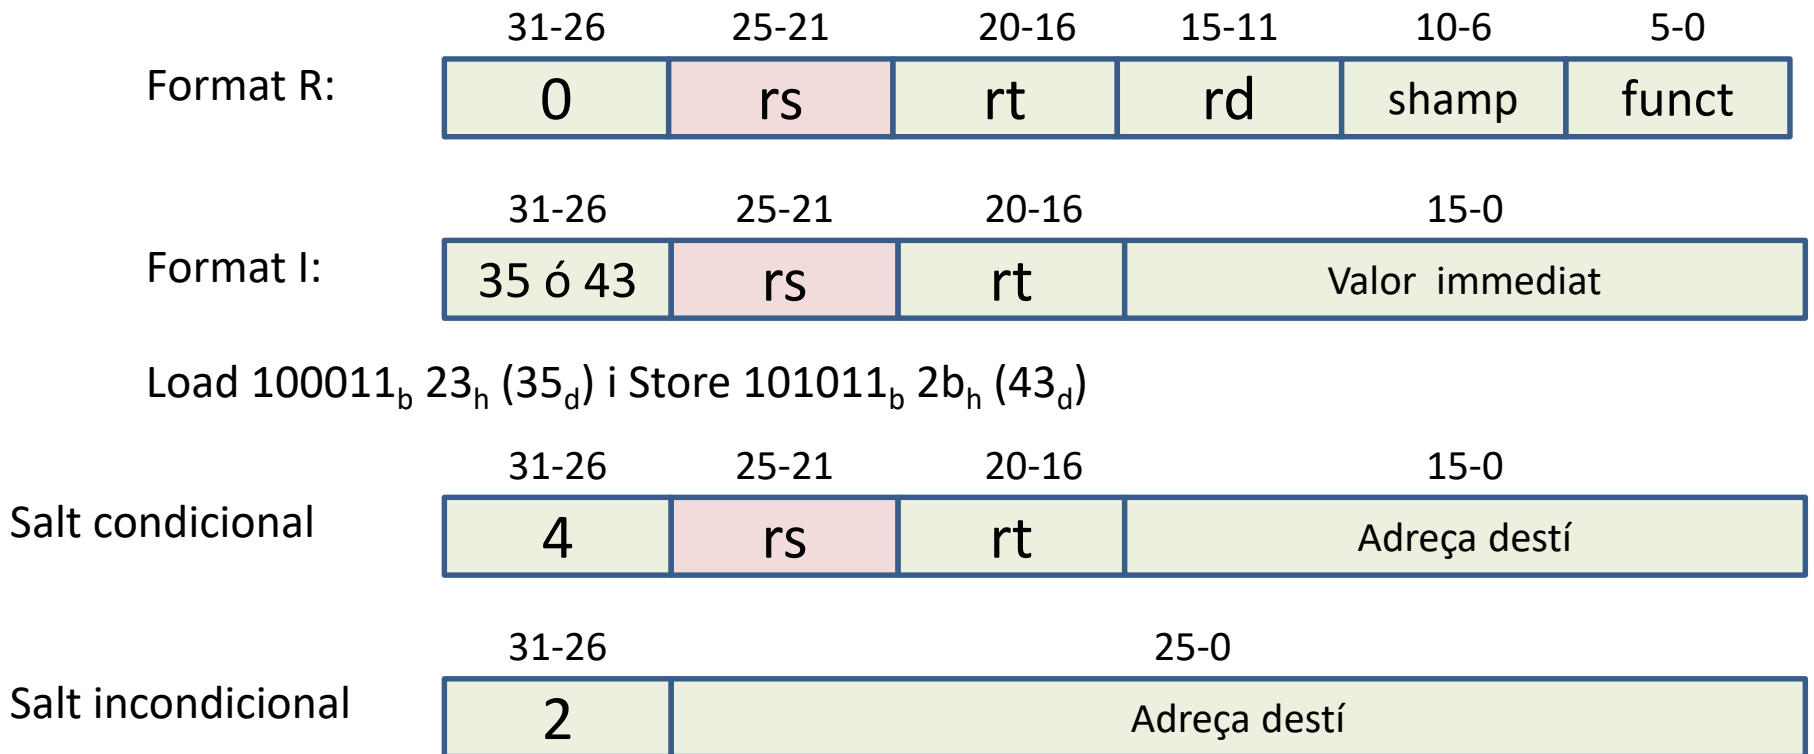 31-26 25-21 20-16 15-11 10-6 5-0
Format R: 0 rs rt rd shamp funct
31-26 25-21 20-16 15-0
Format I: 35 ó 43 rs rt Valor immediat
Load 100011b 23h (35d) i Store 101011b 2bh (43d)
31-26 25-21 20-16 15-0
Salt condicional 4 rs rt Adreça destí
31-26 25-0
Salt incondicional 2 Adreça destí